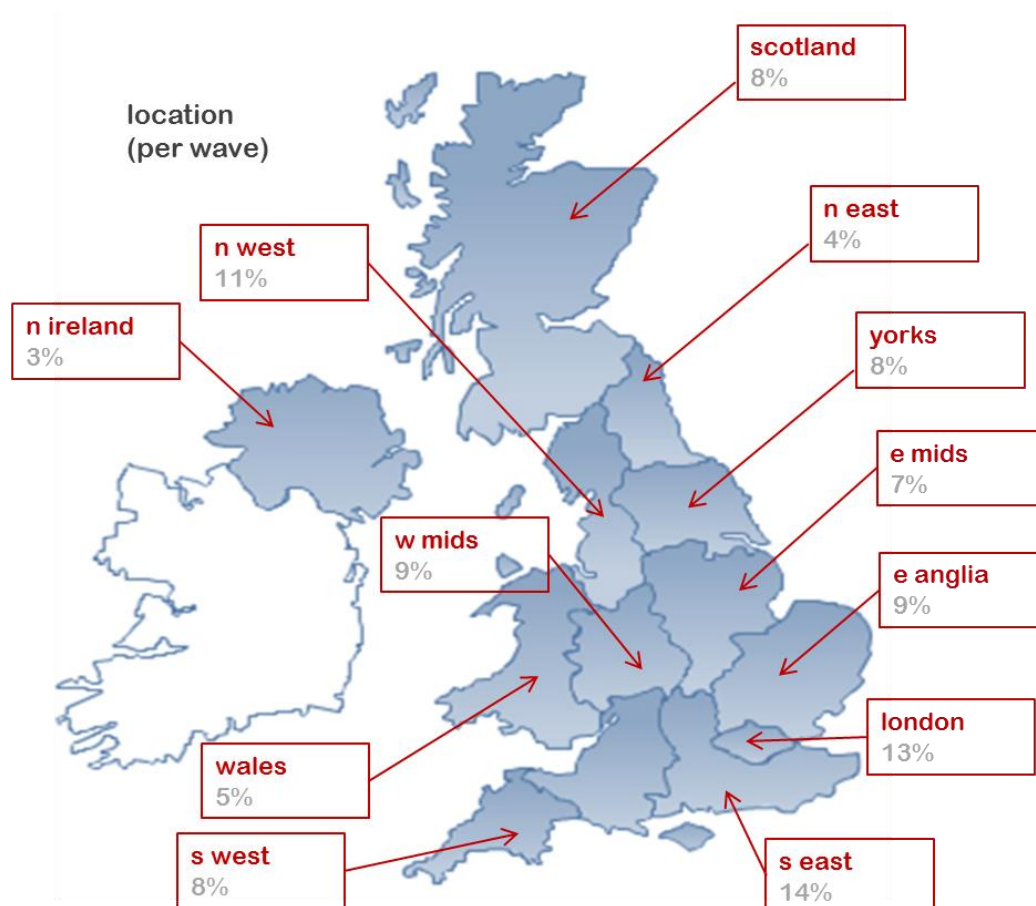 scotland
8%
location
(per wave)
n east
4%
n west
11%
n ireland
3%
yorks
8%
e mids
7%
w mids
9%
e anglia
9%
london
13%
wales
5%
s west
8%
s east
14%